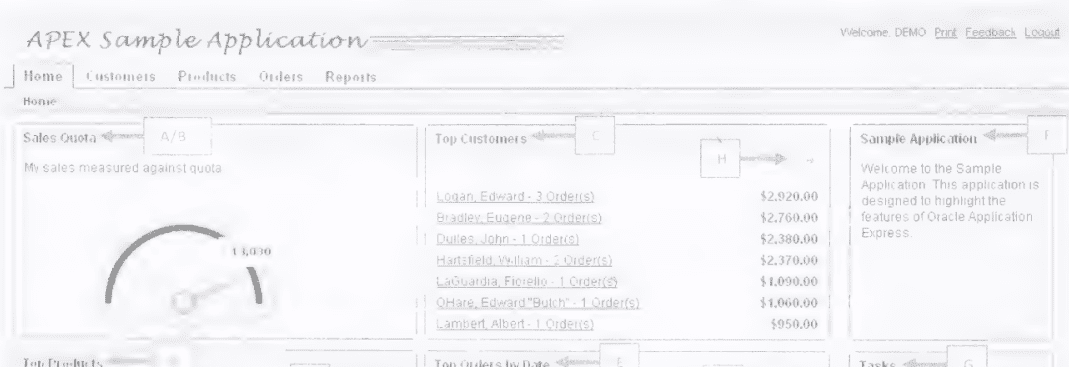 APEX Sample Application
Welcome, DEMO Print Feedback Logout
Home Customers Products Orders Reports
Home
Sales Quota A/B
My sales measured against quota
Top Customers C
H
Logan, Edward - 3 Order(s) $2,920.00
Bradley, Eugene - 2 Order(s) $2,760.00
Dulles, John - 1 Order(s) $2,380.00
Hartsfield, William - 2 Order(s) $2,370.00
LaGuardia, Fiorello - 1 Order(s) $1,090.00
OHare, Edward "Butch" - 1 Order(s) $1,060.00
Lambert, Albert - 1 Order(s) $950.00
Sample Application F
Welcome to the Sample
Application. This application is
designed to highlight the
features of Oracle Application
Express.
Top Products
Top Orders by Date E
Tasks G